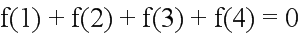 f(1) + f(2) + f(3) + f(4) = 0